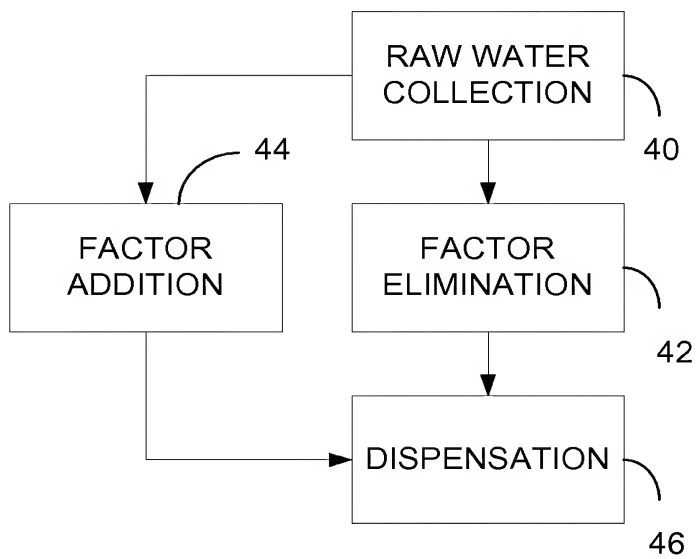 RAW WATER
COLLECTION
40
44
FACTOR
ADDITION
FACTOR
ELIMINATION
42
DISPENSATION
46